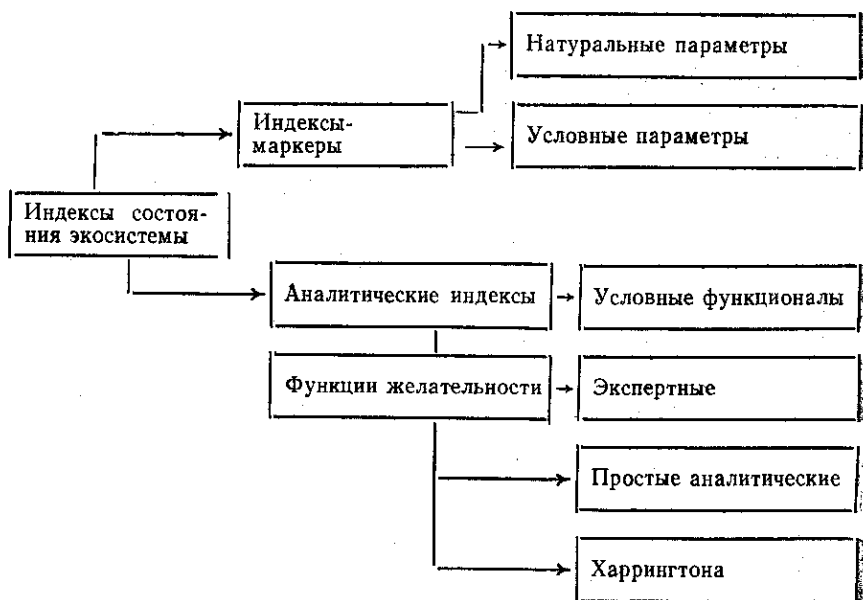 Натуральные параметры
Индексы-
маркеры
Условные параметры
Индексы состоя-
ния экосистемы
Аналитические индексы
Условные функционалы
Функции желательности
Экспертные
Простые аналитические
Харрингтона